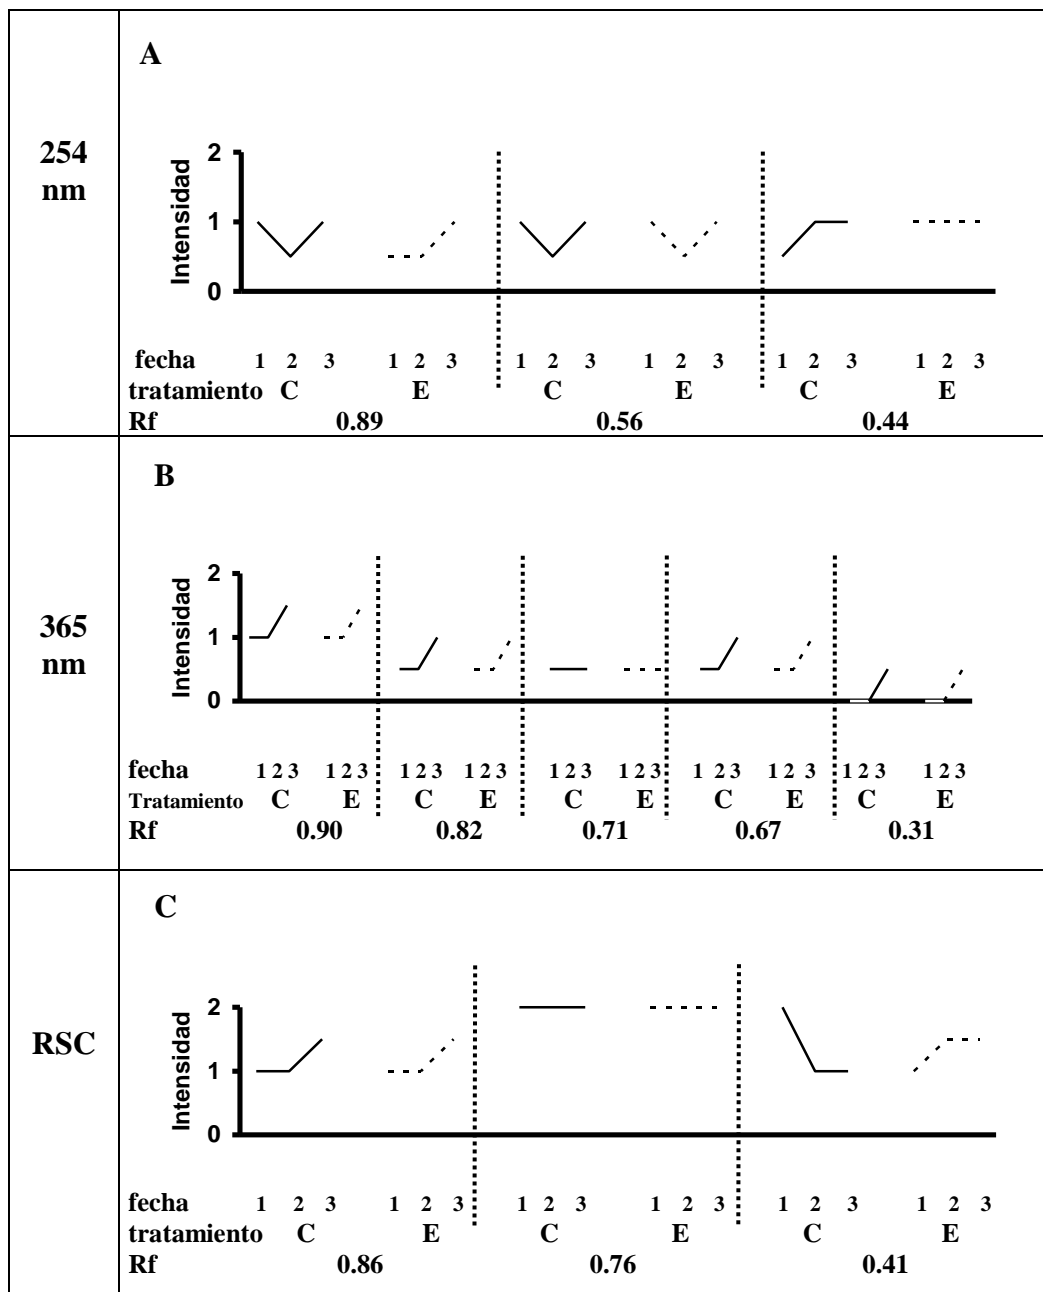 A
254
nm
Intensidad
2
1
0
fecha 1 2 3 1 2 3 1 2 3 1 2 3 1 2 3 1 2 3
tratamiento C E C E C E
Rf 0.89 0.56 0.44
B
365
nm
Intensidad
2
1
0
fecha 1 2 3 1 2 3 1 2 3 1 2 3 1 2 3 1 2 3 1 2 3 1 2 3 1 2 3 1 2 3
Tratamiento C E C E C E C E C E
Rf 0.90 0.82 0.71 0.67 0.31
C
RSC
Intensidad
2
1
0
fecha 1 2 3 1 2 3 1 2 3 1 2 3 1 2 3 1 2 3
tratamiento C E C E C E
Rf 0.86 0.76 0.41